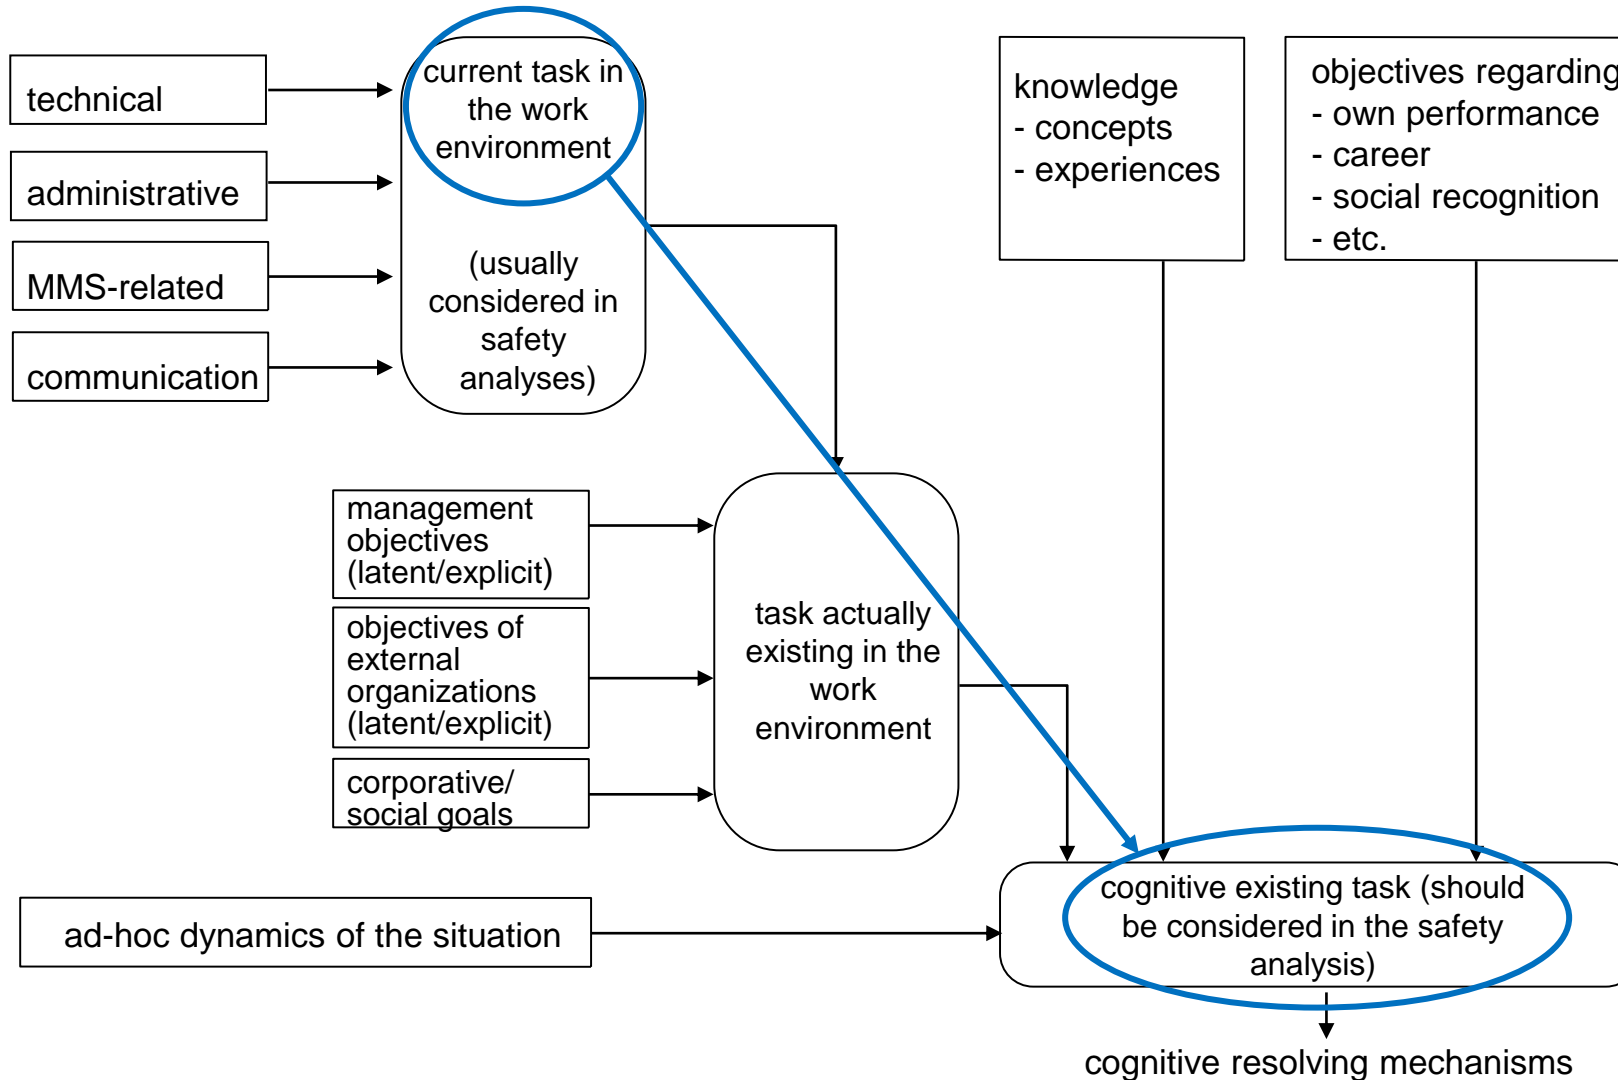 technical
administrative
MMS-related
communication
current task in
the work
environment
(usually
considered in
safety
analyses)
knowledge
- concepts
- experiences
objectives regarding
- own performance
- career
- social recognition
- etc.
management
objectives
(latent/explicit)
objectives of
external
organizations
(latent/explicit)
corporative/
social goals
task actually
existing in the
work
environment
ad-hoc dynamics of the situation
cognitive existing task (should
be considered in the safety
analysis)
cognitive resolving mechanisms